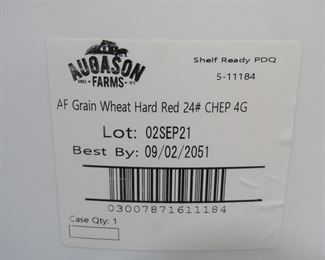 AUGASON
FARMS
Shelf Ready PDQ
5-11184
AF Grain Wheat Hard Red 24# CHEP 4G
Lot: 02SEP21
Best By: 09/02/2051
03007871611184
Case Qty: 1